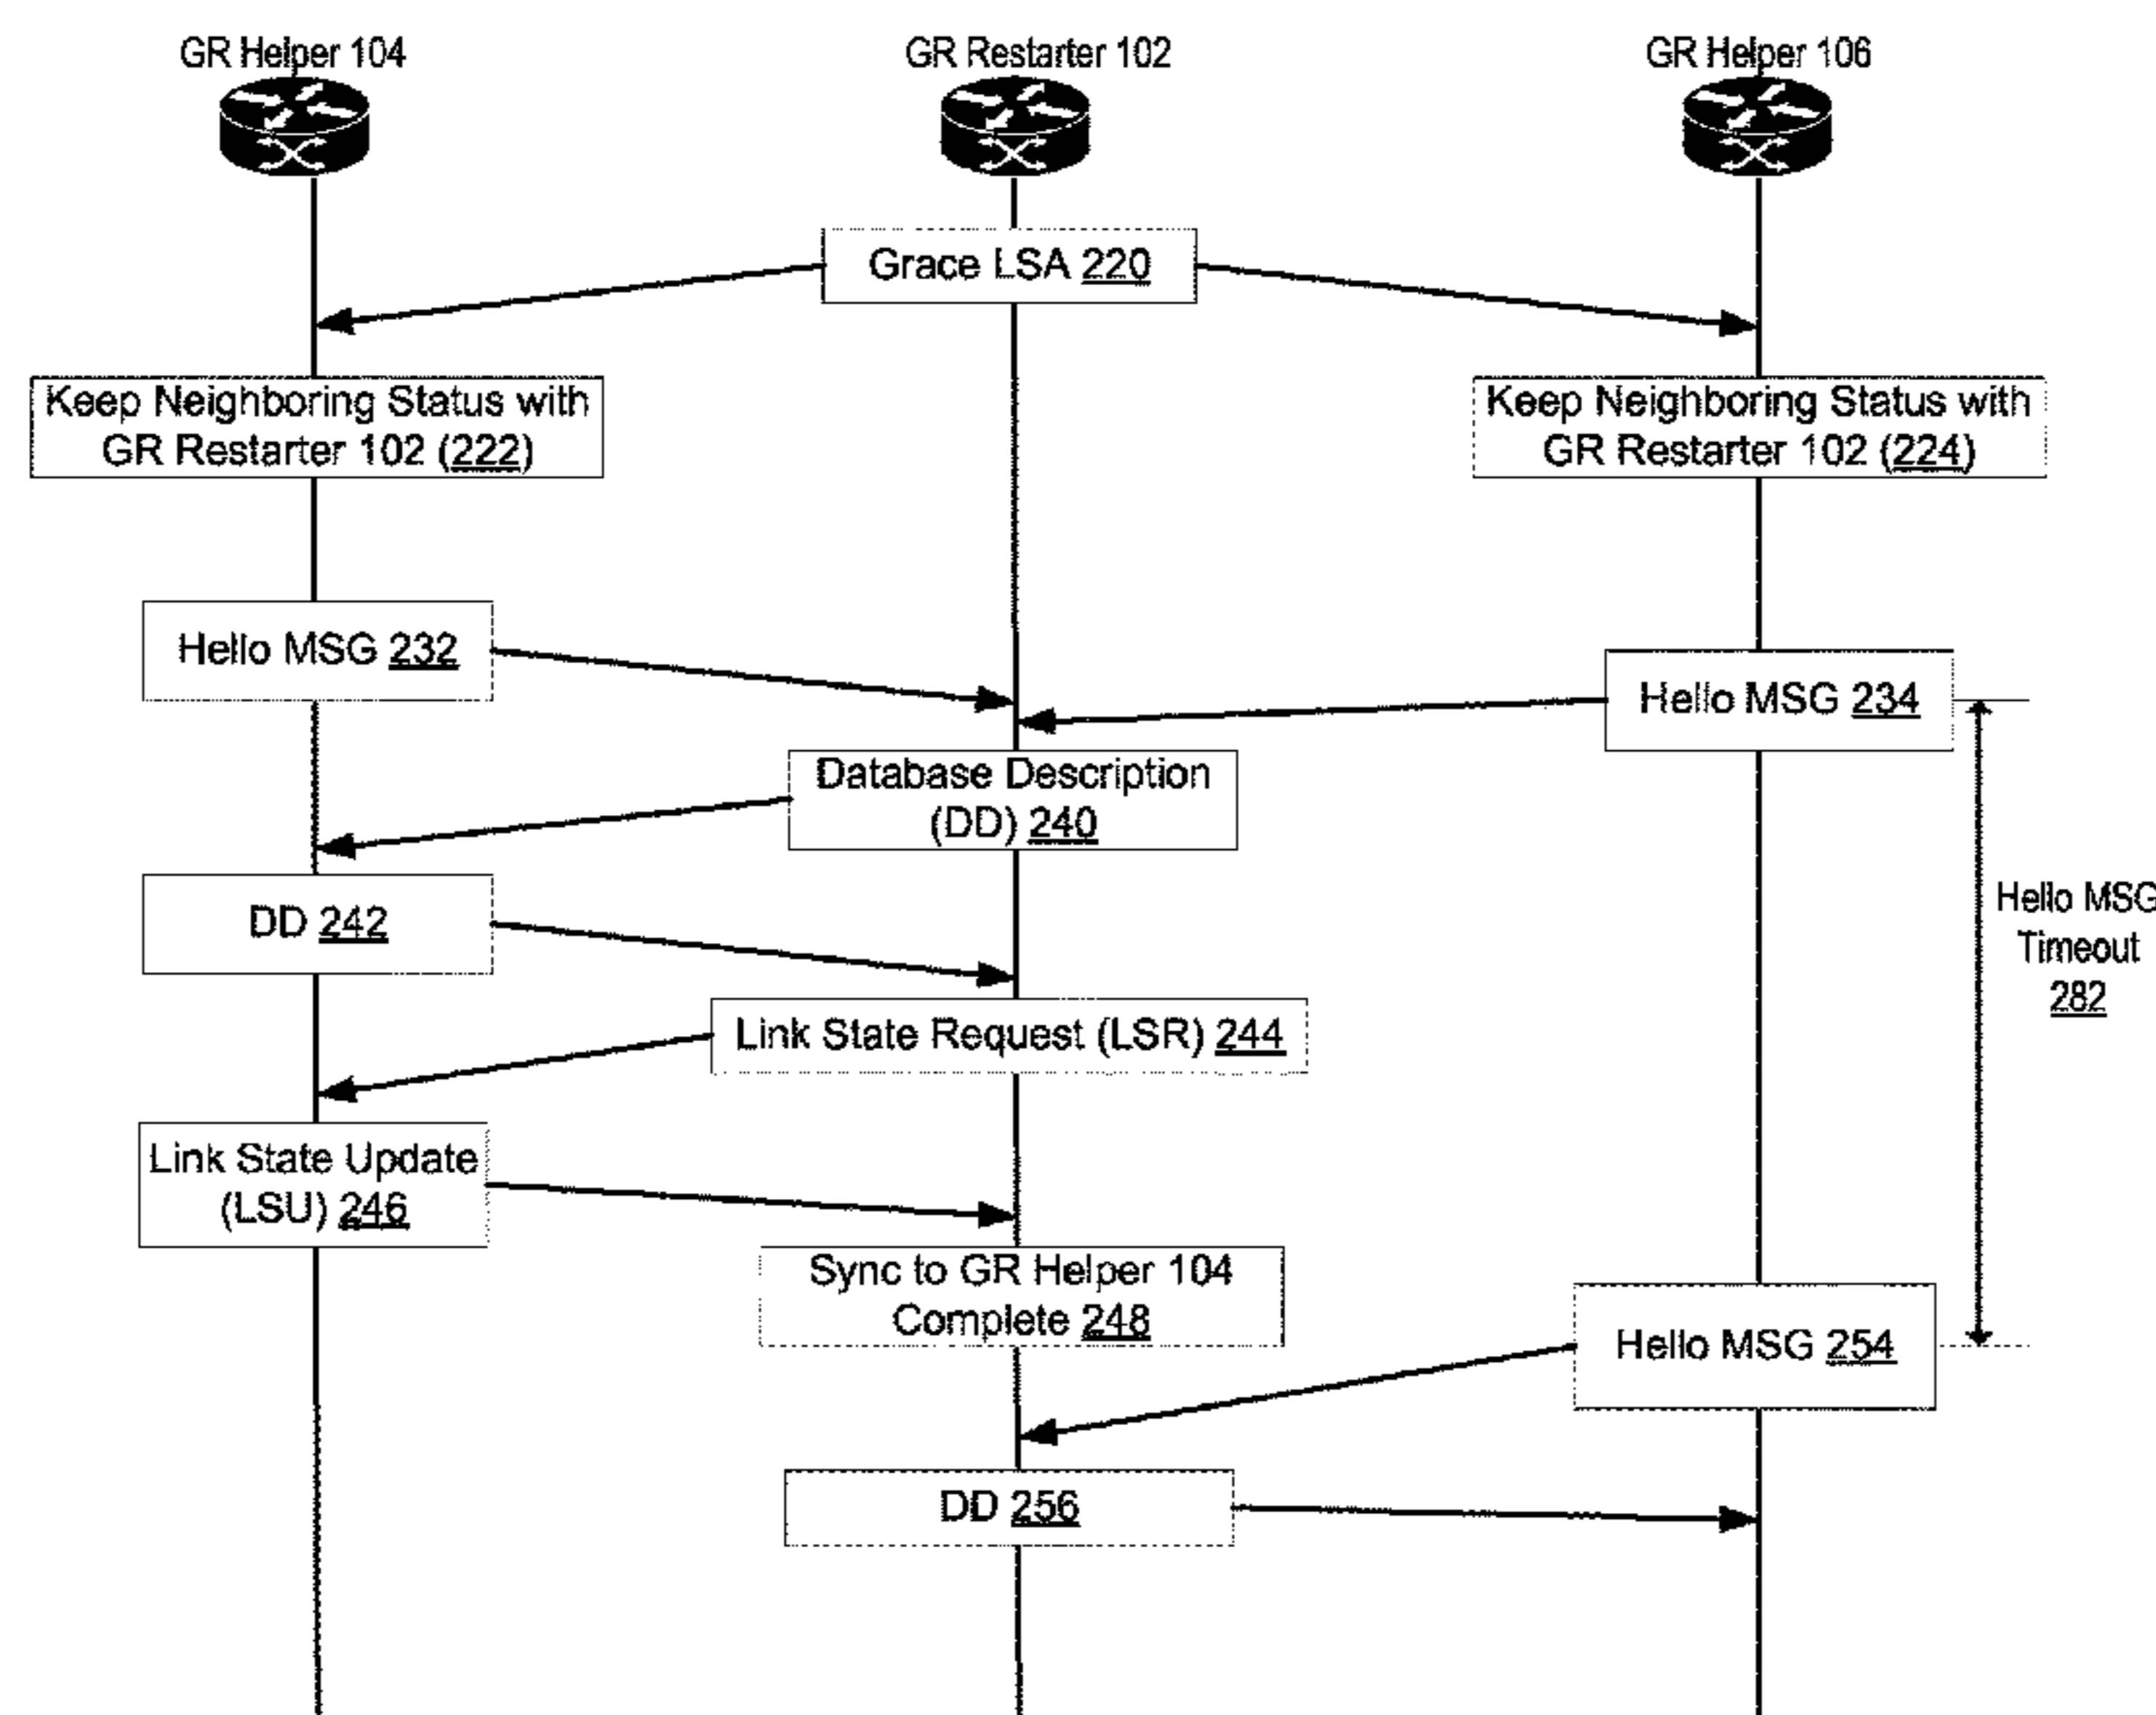 GR Helper 104
GR Restarter 102
GR Helper 106
Grace LSA 220
Keep Neighboring Status with
GR Restarter 102 (222)
Keep Neighboring Status with
GR Restarter 102 (224)
Hello MSG 232
Hello MSG 234
Database Description
(DD) 240
DD 242
Hello MSG
Timeout
282
Link State Request (LSR) 244
Link State Update
(LSU) 246
Sync to GR Helper 104
Complete 248
Hello MSG 254
DD 256